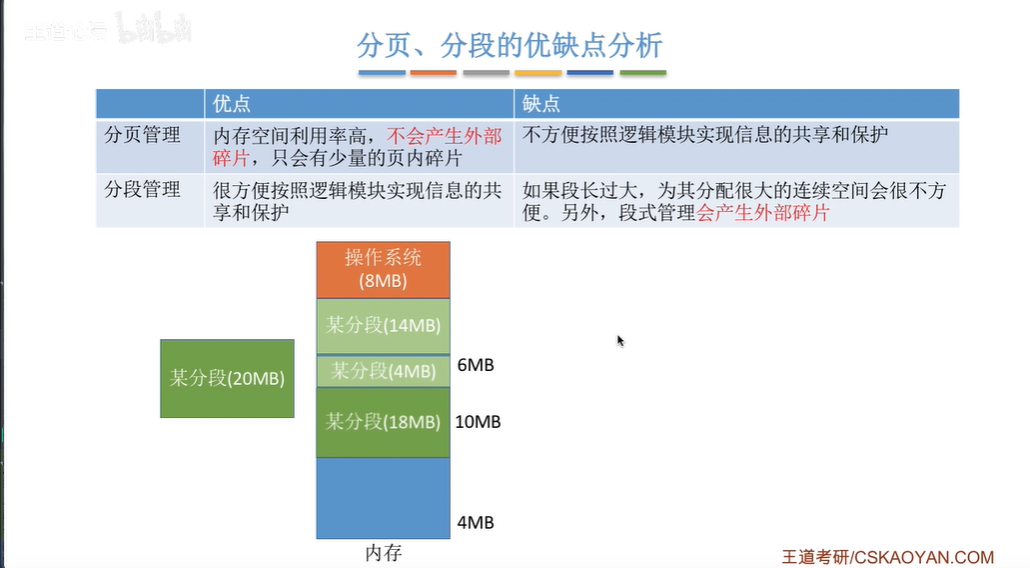 bilibili
分页、分段的优缺点分析
优点
缺点
分页管理
内存空间利用率高，不会产生外部
碎片，只会有少量的页内碎片
不方便按照逻辑模块实现信息的共享和保护
分段管理
很方便按照逻辑模块实现信息的共
享和保护
如果段长过大，为其分配很大的连续空间会很不方
便。另外，段式管理会产生外部碎片
操作系统
(8MB)
某分段(14MB)
某分段(4MB)
6MB
某分段(20MB)
某分段(18MB)
10MB
4MB
内存
王道考研/CSKAOYAN.COM